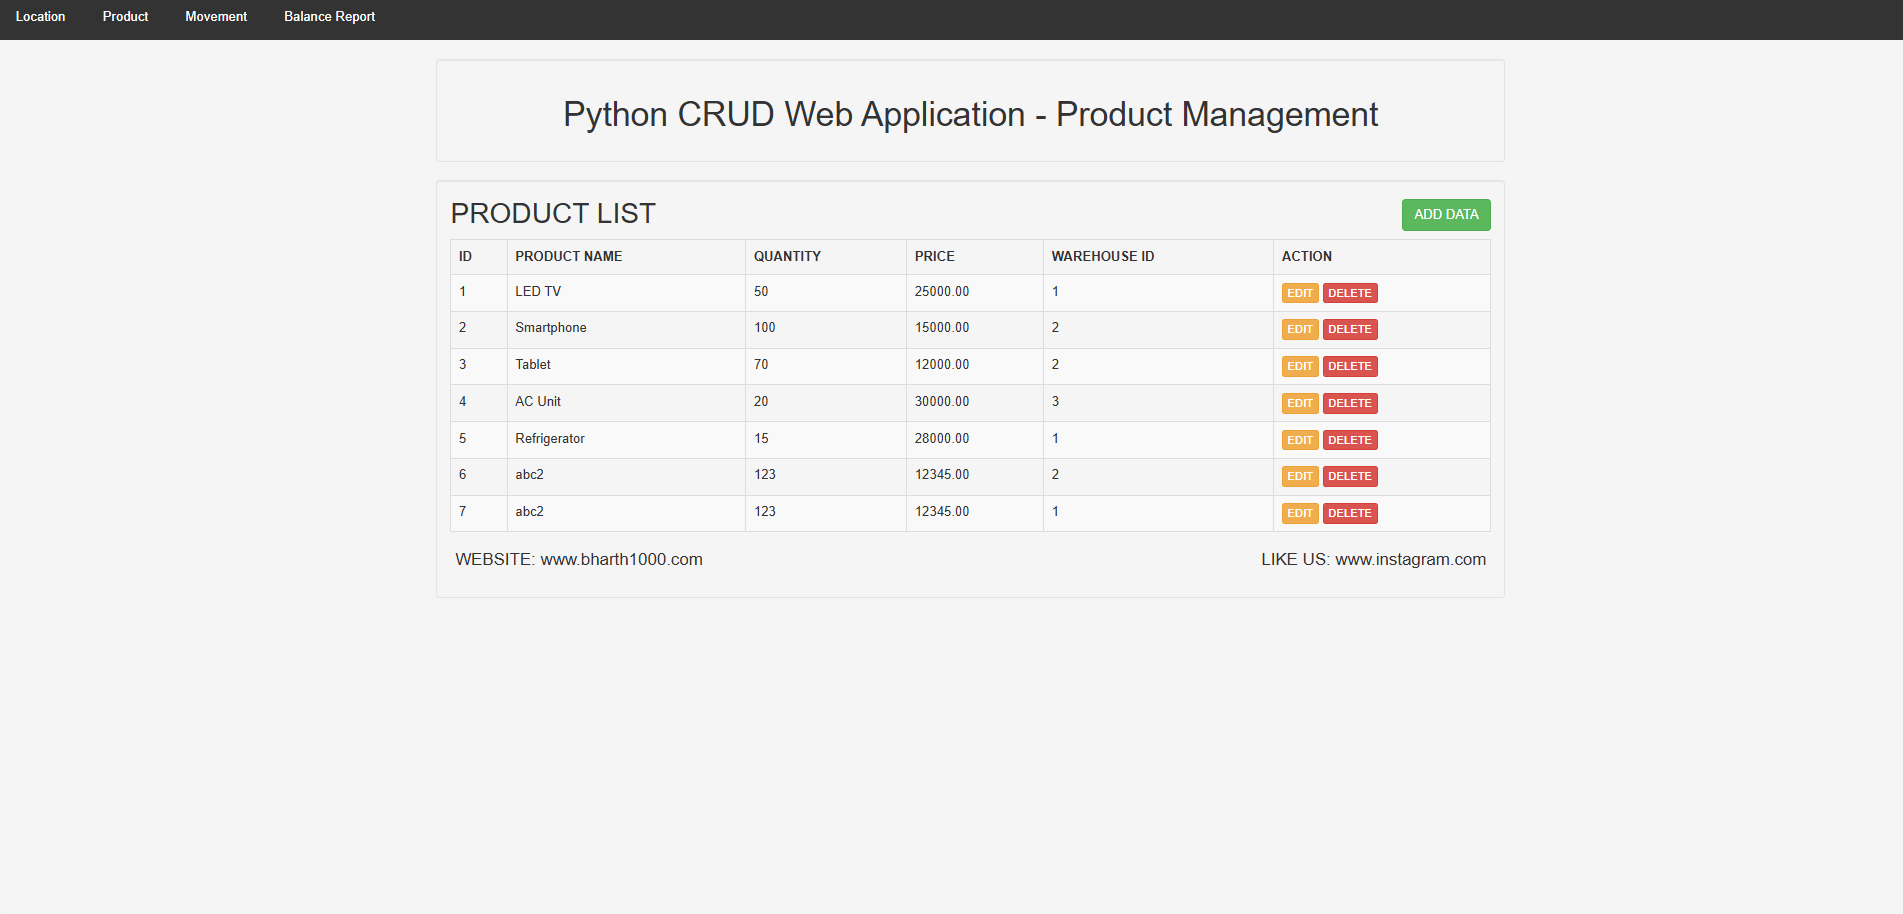 Location Product Movement Balance Report
Python CRUD Web Application - Product Management
PRODUCT LIST
ADD DATA
ID PRODUCT NAME QUANTITY PRICE WAREHOUSE ID ACTION
1 LED TV 50 25000.00 1 EDIT DELETE
2 Smartphone 100 15000.00 2 EDIT DELETE
3 Tablet 70 12000.00 2 EDIT DELETE
4 AC Unit 20 30000.00 3 EDIT DELETE
5 Refrigerator 15 28000.00 1 EDIT DELETE
6 abc2 123 12345.00 2 EDIT DELETE
7 abc2 123 12345.00 1 EDIT DELETE
WEBSITE: www.bharth1000.com
LIKE US: www.instagram.com